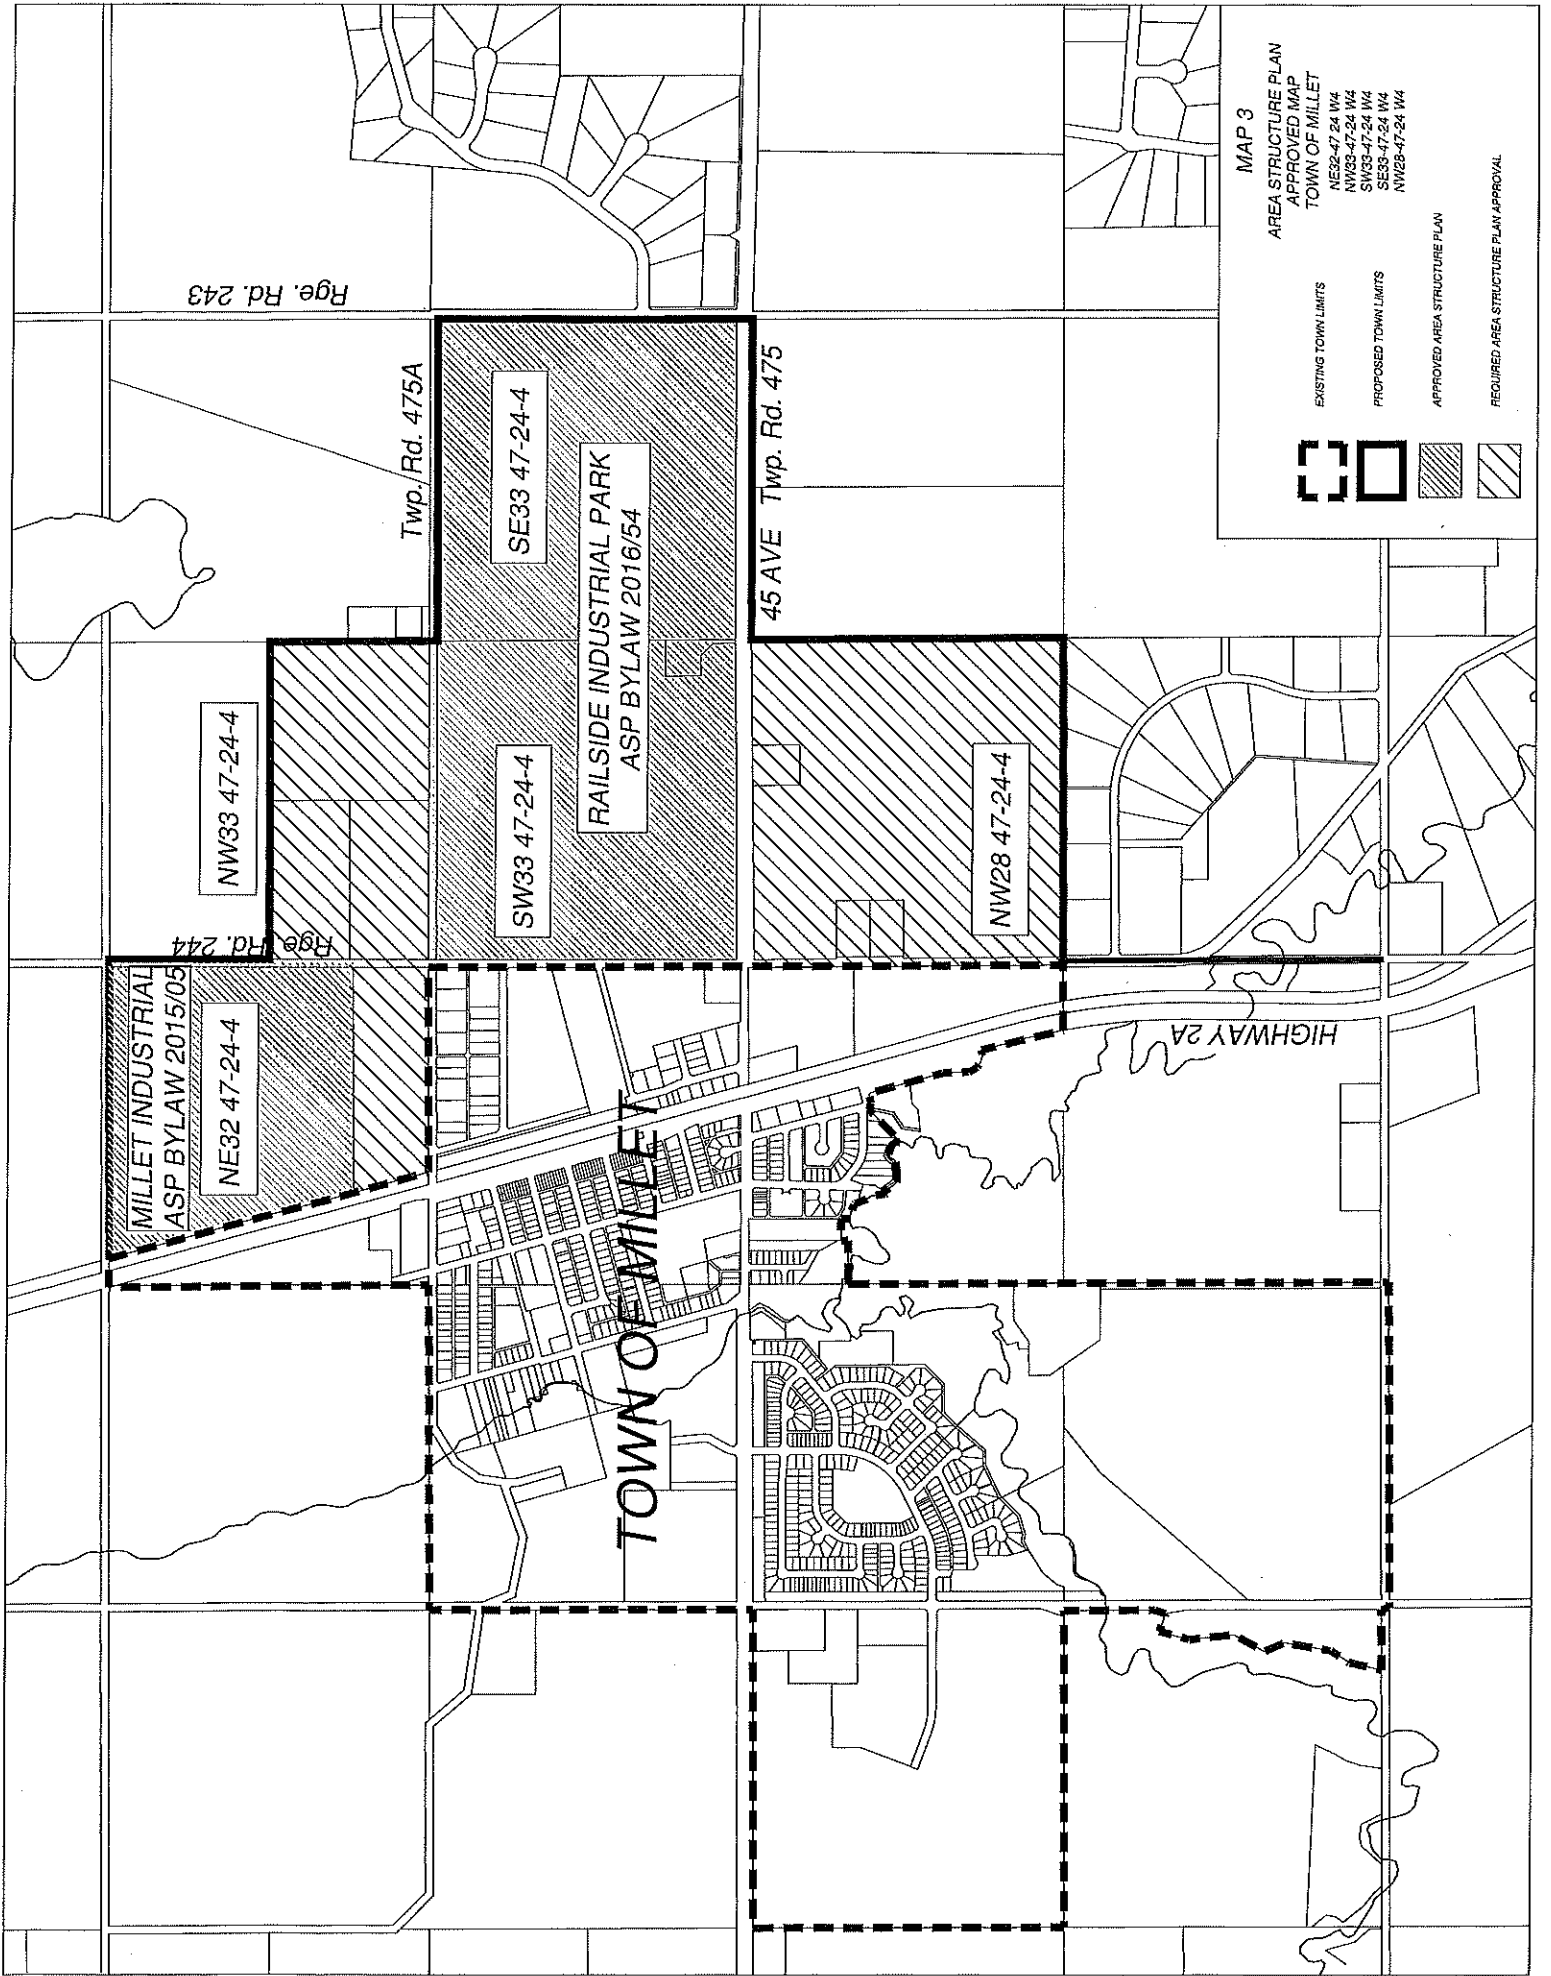 MAP 3
AREA STRUCTURE PLAN
APPROVED MAP
TOWN OF MILLET
NE32-47 24 W4
NW33-47-24 W4
SW33-47-24 W4
SE33-47-24 W4
NW28-47-24 W4
EXISTING TOWN LIMITS
PROPOSED TOWN LIMITS
APPROVED AREA STRUCTURE PLAN
REQUIRED AREA STRUCTURE PLAN APPROVAL
MILLET INDUSTRIAL
ASP BYLAW 2015/05
NE32 47-24-4
Rge. Rd. 244
NW33 47-24-4
Twp. Rd. 475A
Rge. Rd. 243
SW33 47-24-4
SE33 47-24-4
RAILSIDE INDUSTRIAL PARK
ASP BYLAW 2016/54
45 AVE Twp. Rd. 475
NW28 47-24-4
TOWN OF MILLET
HIGHWAY 2A